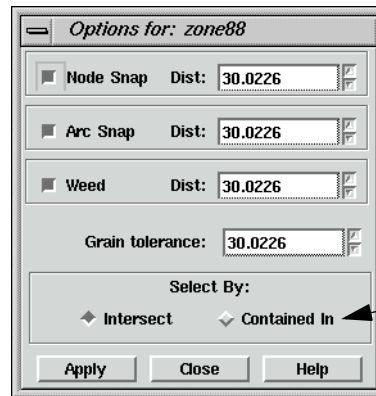 Options for: zone88
Node Snap Dist: 30.0226
Arc Snap Dist: 30.0226
Weed Dist: 30.0226
Grain tolerance: 30.0226
Select By:
Intersect Contained In
Apply Close Help